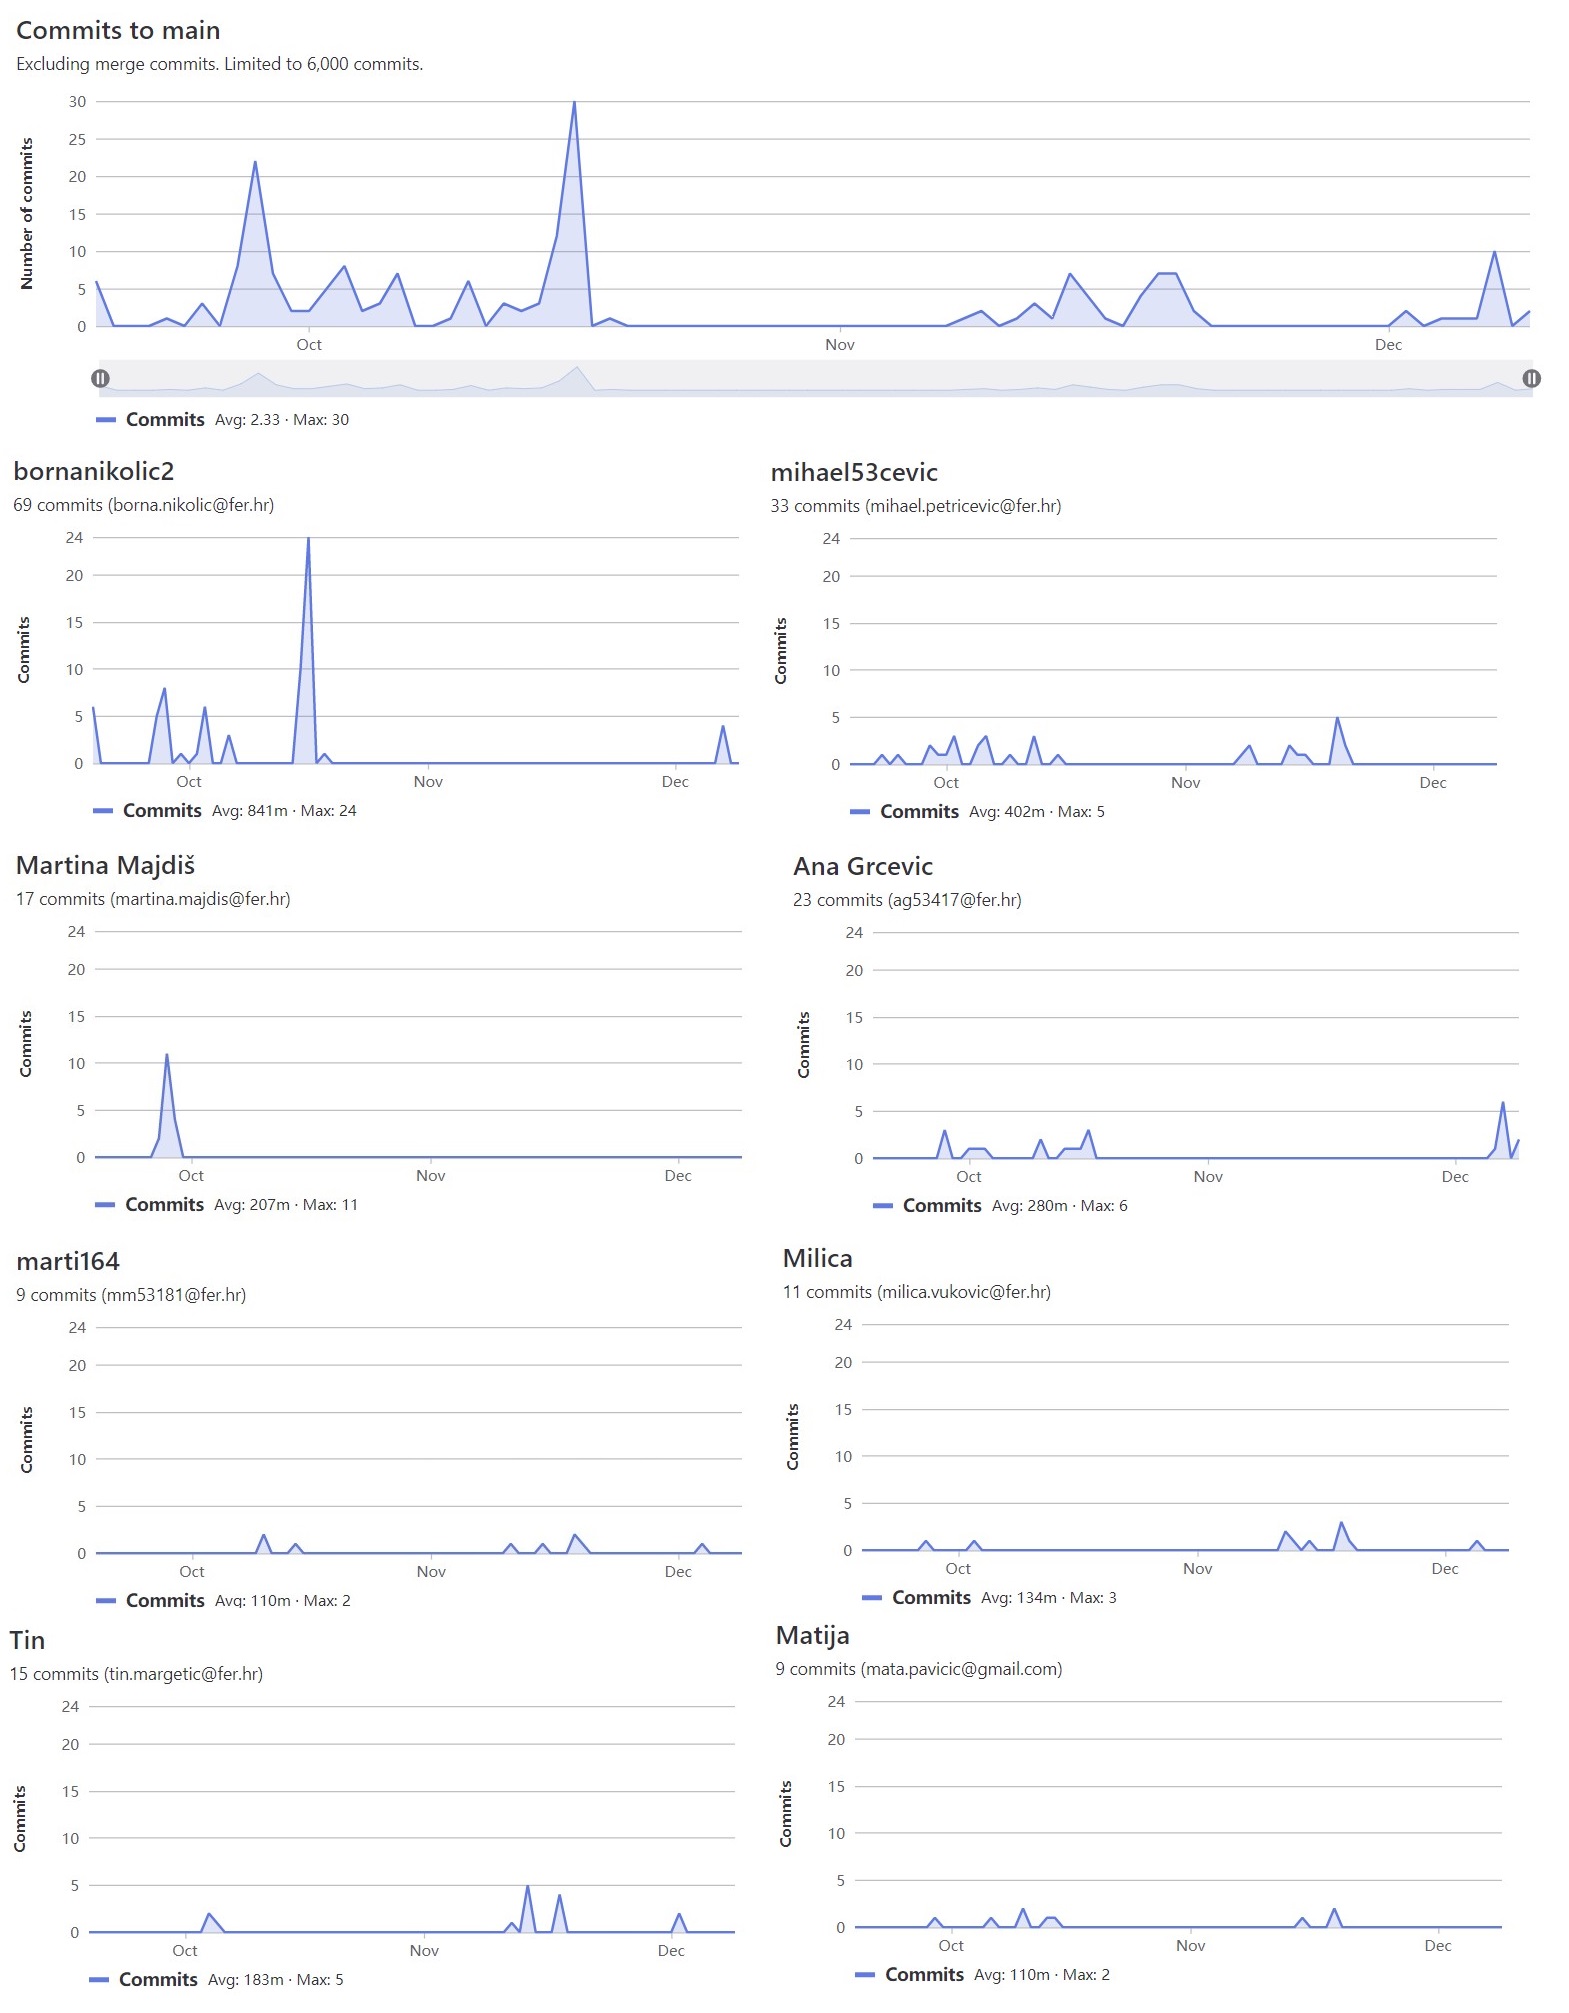 Commits to main
Excluding merge commits. Limited to 6,000 commits.
Number of commits
30
25
20
15
10
5
0
Oct Nov Dec
Commits Avg: 2.33 · Max: 30
bornanikolic2
69 commits (borna.nikolic@fer.hr)
Commits
24
20
15
10
5
0
Oct Nov Dec
Commits Avg: 841m · Max: 24
mihael53cevic
33 commits (mihael.petricevic@fer.hr)
Commits
24
20
15
10
5
0
Oct Nov Dec
Commits Avg: 402m · Max: 5
Martina Majdiš
17 commits (martina.majdis@fer.hr)
Commits
24
20
15
10
5
0
Oct Nov Dec
Commits Avg: 207m · Max: 11
Ana Grcevic
23 commits (ag53417@fer.hr)
Commits
24
20
15
10
5
0
Oct Nov Dec
Commits Avg: 280m · Max: 6
marti164
9 commits (mm53181@fer.hr)
Commits
24
20
15
10
5
0
Oct Nov Dec
Commits Avg: 110m · Max: 2
Milica
11 commits (milica.vukovic@fer.hr)
Commits
24
20
15
10
5
0
Oct Nov Dec
Commits Avg: 134m · Max: 3
Tin
15 commits (tin.margetic@fer.hr)
Commits
24
20
15
10
5
0
Oct Nov Dec
Commits Avg: 183m · Max: 5
Matija
9 commits (mata.pavicic@gmail.com)
Commits
24
20
15
10
5
0
Oct Nov Dec
Commits Avg: 110m · Max: 2